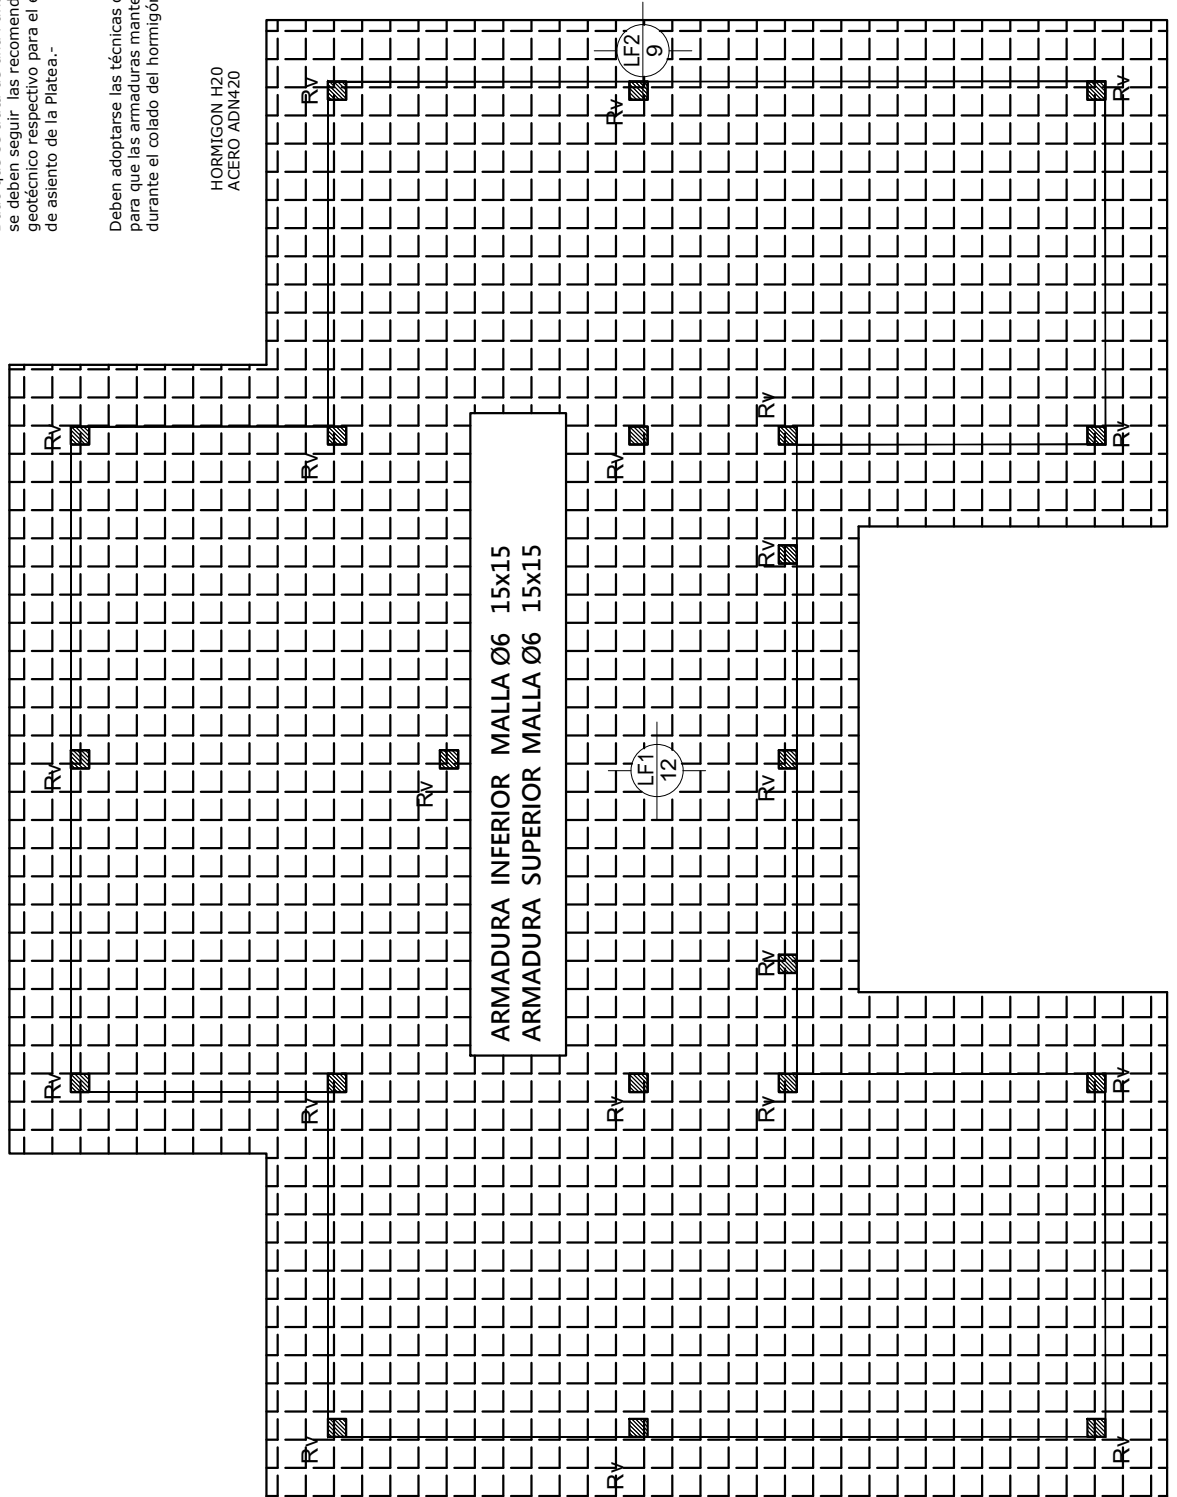 se deben seguir las
geotécnico respectivo para el
de asiento de la Platea.-
Deben adoptarse las técnicas
para que las armaduras
durante el colado del
HORMIGON H20
ACERO ADN420
Rv
Rv
LF2
9
Rv
Rv
Rv
Rv
Rv
Rv
Rv
Rv
Rv
ARMADURA INFERIOR MALLA Ø6 15x15
ARMADURA SUPERIOR MALLA Ø6 15x15
LF1
12
Rv
Rv
Rv
Rv
Rv
Rv
Rv
Rv
Rv
Rv
Rv